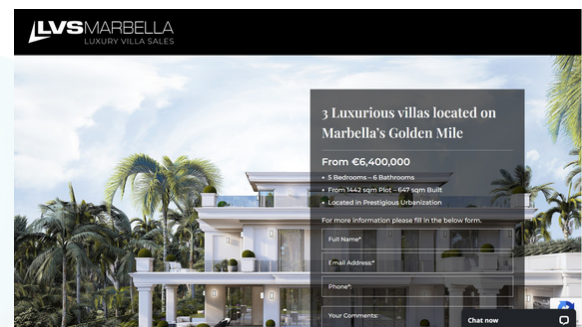 LVSMARBELLA
LUXURY VILLA SALES
3 Luxurious villas located on
Marbella's Golden Mile
From €6,400,000
• 5 Bedrooms – 6 Bathrooms
• From 1442 sqm Plot – 647 sqm Built
• Located in Prestigious Urbanization
For more information please fill in the below form.
Full Name*
Email Address:*
Phone*:
Your Comments:
Chat now